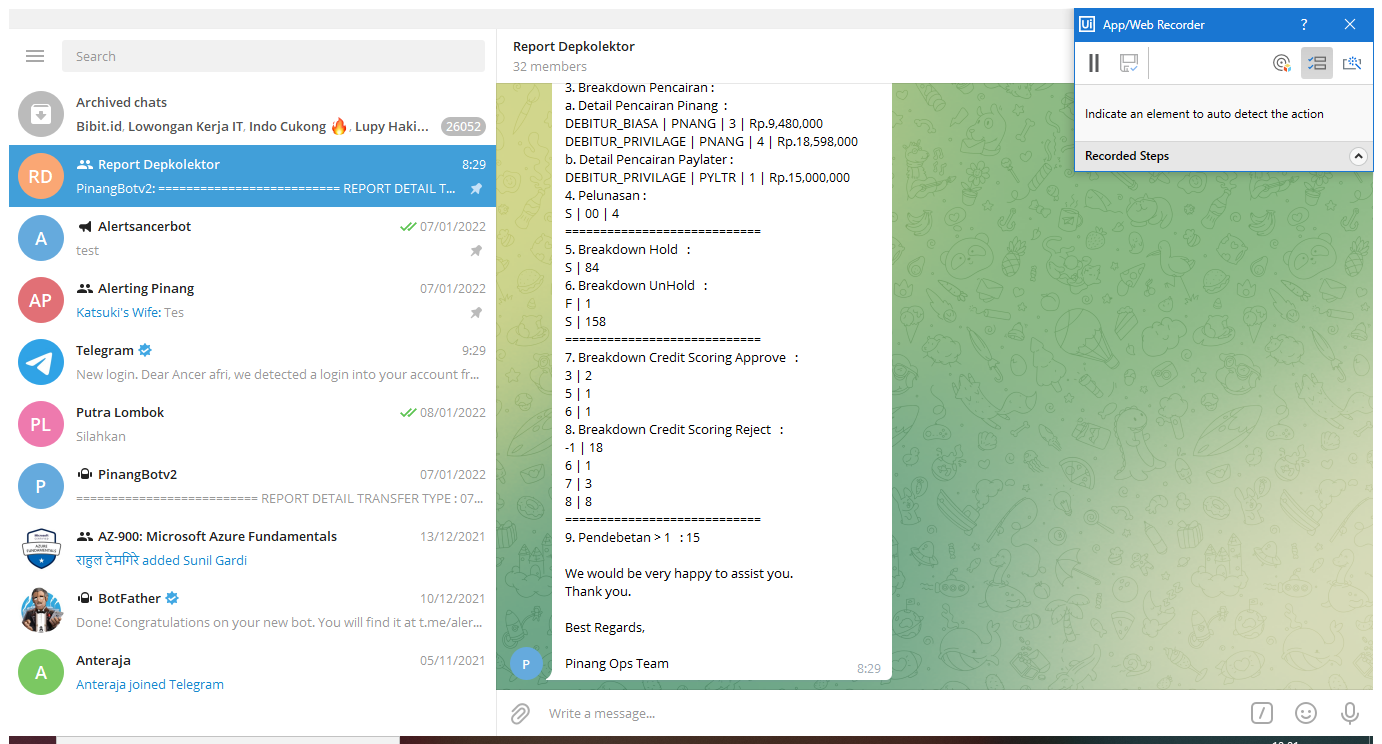 Search
Archived chats
Bibit.id, Lowongan Kerja IT, Indo Cukong 🔥, Lupy Haki...
26052
RD
Report Depkolektor
8:29
PinangBotv2: ========================== REPORT DETAIL T...
A
Alertsancerbot
07/01/2022
test
AP
Alerting Pinang
07/01/2022
Katsuki's Wife: Tes
Telegram
9:29
New login. Dear Ancer afri, we detected a login into your account fr...
PL
Putra Lombok
08/01/2022
Silahkan
P
PinangBotv2
07/01/2022
========================== REPORT DETAIL TRANSFER TYPE : 07...
AZ-900: Microsoft Azure Fundamentals
13/12/2021
राहुल टेमगिरे added Sunil Gardi
BotFather
10/12/2021
Done! Congratulations on your new bot. You will find it at t.me/aler...
A
Anteraja
05/11/2021
Anteraja joined Telegram
Report Depkolektor
32 members
3. Breakdown Pencairan :
a. Detail Pencairan Pinang :
DEBITUR_BIASA | PNANG | 3 | Rp.9,480,000
DEBITUR_PRIVILAGE | PNANG | 4 | Rp.18,598,000
b. Detail Pencairan Paylater :
DEBITUR_PRIVILAGE | PYLTR | 1 | Rp.15,000,000
4. Pelunasan :
S | 00 | 4
============================
5. Breakdown Hold :
S | 84
6. Breakdown UnHold :
F | 1
S | 158
============================
7. Breakdown Credit Scoring Approve :
3 | 2
5 | 1
6 | 1
8. Breakdown Credit Scoring Reject :
-1 | 18
6 | 1
7 | 3
8 | 8
============================
9. Pendebetan > 1 : 15
We would be very happy to assist you.
Thank you.
Best Regards,
Pinang Ops Team
8:29
P
Write a message...
Ui App/Web Recorder
?
Indicate an element to auto detect the action
Recorded Steps